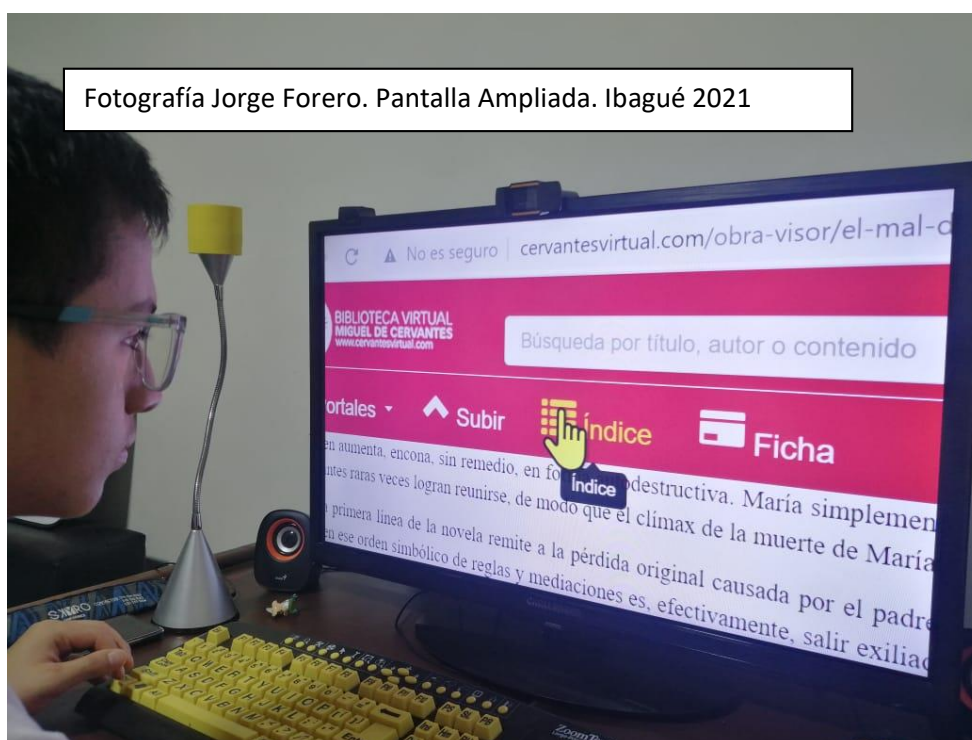 Fotografía Jorge Forero. Pantalla Ampliada. Ibagué 2021
No es seguro | cervantesvirtual.com/obra-visor/el-mal-d
BIBLIOTECA VIRTUAL
MIGUEL DE CERVANTES
www.cervantesvirtual.com
Búsqueda por título, autor o contenido
ortales
Subir
Índice
Ficha
Índice
en aumenta, encona, sin remedio, en fo destructiva. María simplemen
antes raras veces logran reunirse, de modo que el clímax de la muerte de María
primera línea de la novela remite a la pérdida original causada por el padre
en ese orden simbólico de reglas y mediaciones es, efectivamente, salir exiliad
ZoomT